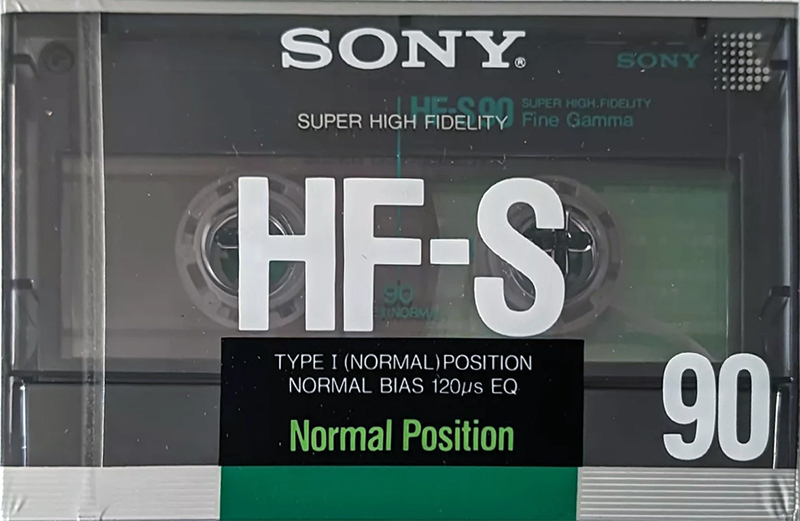 SONY®
SONY
HF-S 90 SUPER HIGH FIDELITY
Fine Gamma
SUPER HIGH FIDELITY
HF-S
90
TYPE I (NORMAL) POSITION
NORMAL BIAS 120µs EQ
90
Normal Position